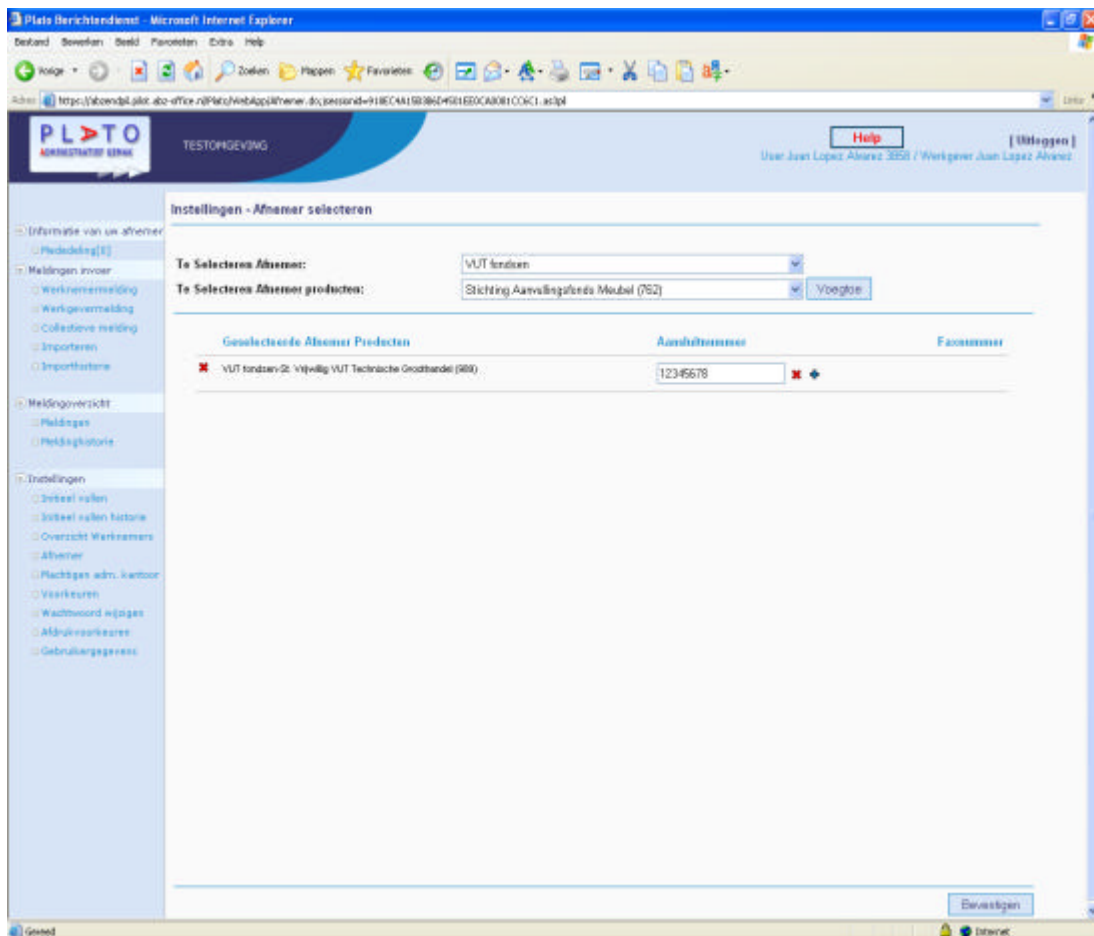 Plato Berichtendienst - Microsoft Internet Explorer
Bestand Bewerken Beeld Favorieten Extra Help
Vorige Zoeken Mappen Favorieten
Adres
PLATO
ADMINISTRATIEF GEMAK
TESTOMGEVING
Help
[ Uitloggen ]
User Juan Lopez Alvarez 3858 / Werkgever Juan Lopez Alvarez
Instellingen - Afnemer selecteren
Informatie van uw afnemer
Mededeling[0]
Meldingen invoer
Werknemermelding
Werkgevermelding
Collectieve melding
Importeren
Importhistorie
Meldingoverzicht
Meldingen
Meldinghistorie
Instellingen
Initieel vullen
Initieel vullen historie
Overzicht Werknemers
Afnemer
Machtigen adm. kantoor
Voorkeuren
Wachtwoord wijzigen
Afdrukvoorkeuren
Gebruikergegevens
Te Selecteren Afnemer: VUT fondsen
Te Selecteren Afnemer producten: Stichting Aanvullingsfonds Meubel (762) Voegtoe
Geselecteerde Afnemer Producten Aansluitnummer Faxnummer
VUT fondsen-St. Vrijwillig VUT Technische Groothandel (989) 12345678
Bevestigen
Gereed Internet